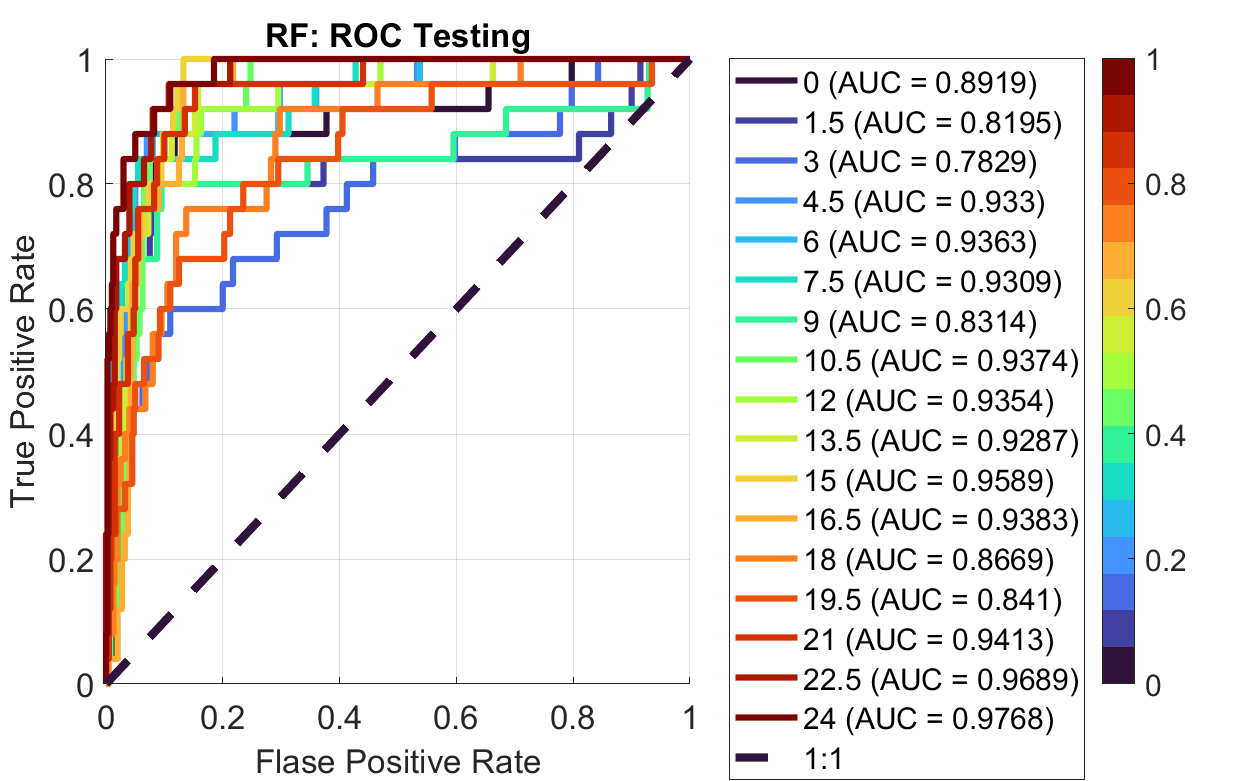 RF: ROC Testing
1
0.8
0.6
0.4
0.2
0
True Positive Rate
0
0.2
0.4
0.6
0.8
1
Flase Positive Rate
0 (AUC = 0.8919)
1.5 (AUC = 0.8195)
3 (AUC = 0.7829)
4.5 (AUC = 0.933)
6 (AUC = 0.9363)
7.5 (AUC = 0.9309)
9 (AUC = 0.8314)
10.5 (AUC = 0.9374)
12 (AUC = 0.9354)
13.5 (AUC = 0.9287)
15 (AUC = 0.9589)
16.5 (AUC = 0.9383)
18 (AUC = 0.8669)
19.5 (AUC = 0.841)
21 (AUC = 0.9413)
22.5 (AUC = 0.9689)
24 (AUC = 0.9768)
1:1
1
0.8
0.6
0.4
0.2
0